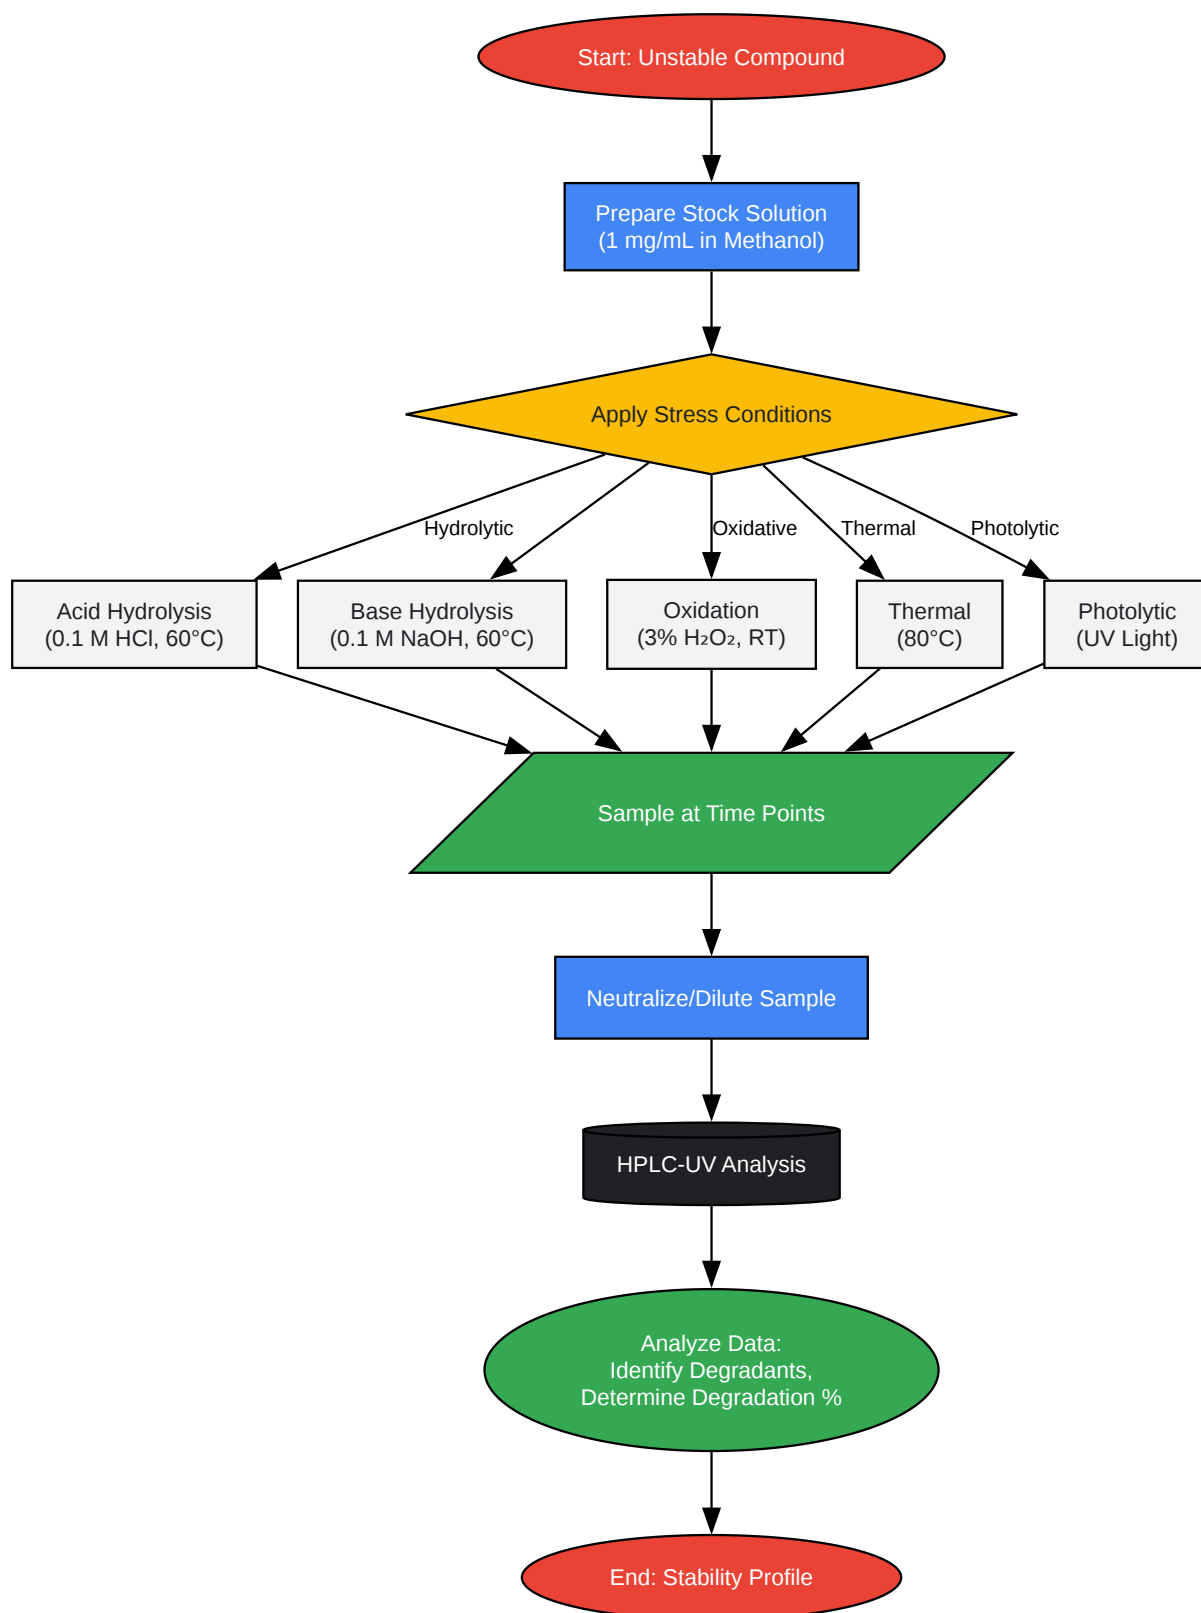 Start: Unstable Compound
Prepare Stock Solution
(1 mg/mL in Methanol)
Apply Stress Conditions
Hydrolytic
Oxidative
Thermal
Photolytic
Acid Hydrolysis
(0.1 M HCl, 60°C)
Base Hydrolysis
(0.1 M NaOH, 60°C)
Oxidation
(3% H₂O₂, RT)
Thermal
(80°C)
Photolytic
(UV Light)
Sample at Time Points
Neutralize/Dilute Sample
HPLC-UV Analysis
Analyze Data:
Identify Degradants,
Determine Degradation %
End: Stability Profile